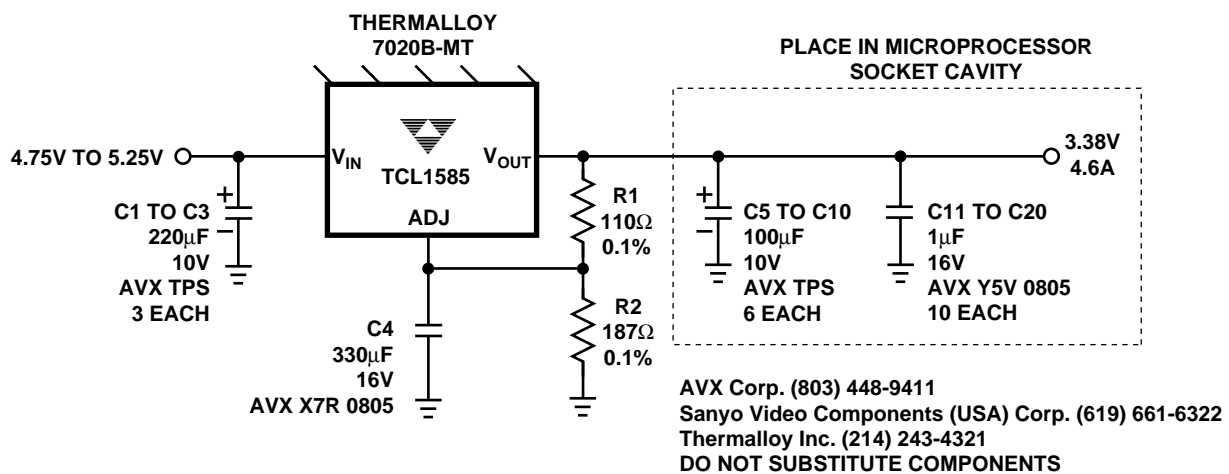 THERMALLOY
7020B-MT
PLACE IN MICROPROCESSOR
SOCKET CAVITY
4.75V TO 5.25V
VIN
VOUT
TCL1585
ADJ
3.38V
4.6A
+
−
C1 TO C3
220μF
10V
AVX TPS
3 EACH
R1
110Ω
0.1%
+
−
C5 TO C10
100μF
10V
AVX TPS
6 EACH
C11 TO C20
1μF
16V
AVX Y5V 0805
10 EACH
C4
330μF
16V
AVX X7R 0805
R2
187Ω
0.1%
AVX Corp. (803) 448-9411
Sanyo Video Components (USA) Corp. (619) 661-6322
Thermalloy Inc. (214) 243-4321
DO NOT SUBSTITUTE COMPONENTS